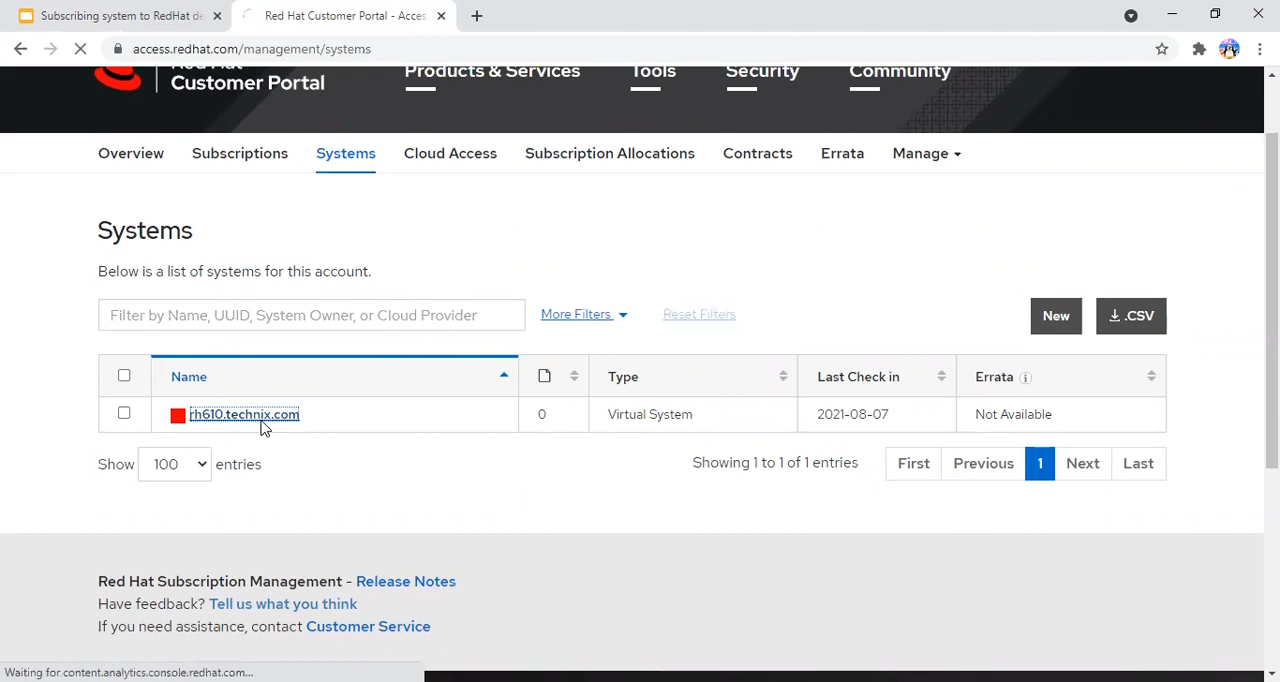 Subscribing system to RedHat de
Red Hat Customer Portal - Acces
access.redhat.com/management/systems
Red Hat
Customer Portal
Products & Services
Tools
Security
Community
Overview
Subscriptions
Systems
Cloud Access
Subscription Allocations
Contracts
Errata
Manage
Systems
Below is a list of systems for this account.
Filter by Name, UUID, System Owner, or Cloud Provider
More Filters
Reset Filters
New
.CSV
Name
Type
Last Check in
Errata
rh610.technix.com
0
Virtual System
2021-08-07
Not Available
Show 100 entries
Showing 1 to 1 of 1 entries
First
Previous
1
Next
Last
Red Hat Subscription Management - Release Notes
Have feedback? Tell us what you think
If you need assistance, contact Customer Service
Waiting for content.analytics.console.redhat.com...